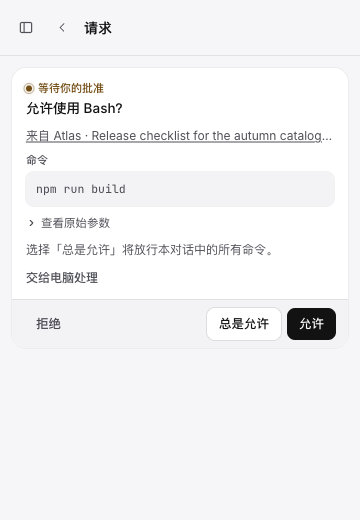 请求
等待你的批准
允许使用 Bash?
来自 Atlas · Release checklist for the autumn catalog...
命令
npm run build
查看原始参数
选择「总是允许」将放行本对话中的所有命令。
交给电脑处理
拒绝 总是允许 允许